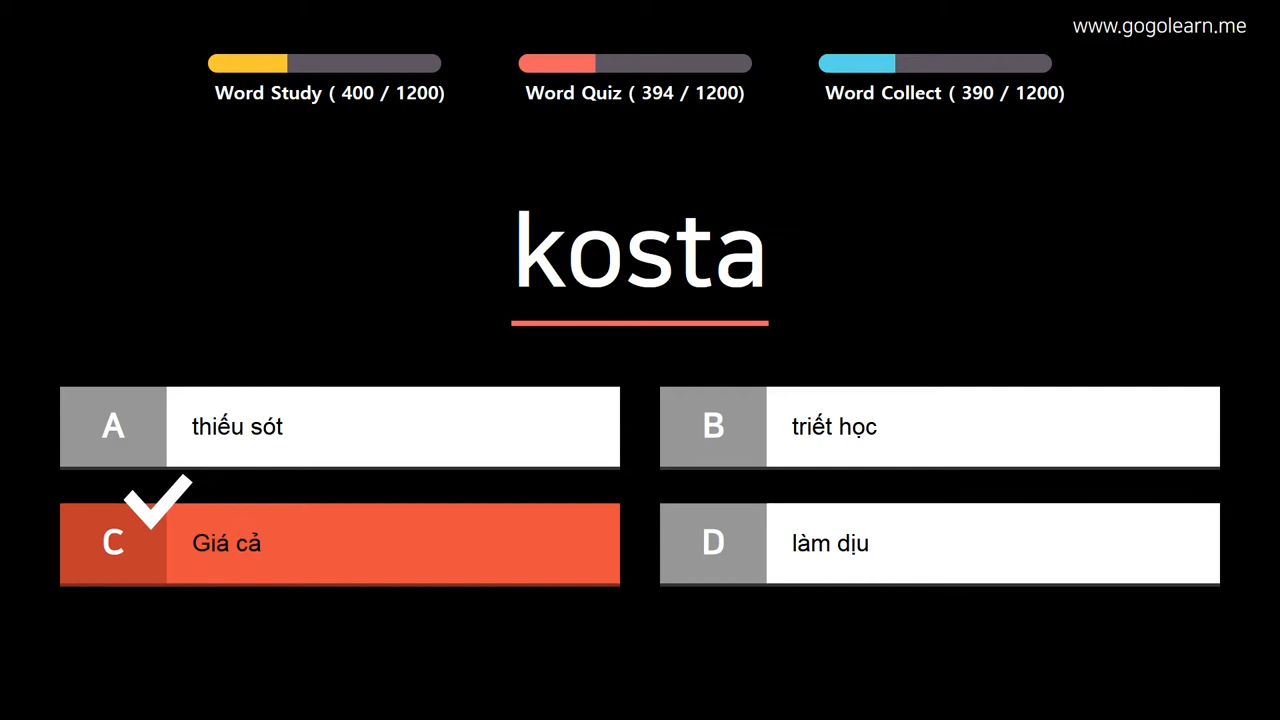 www.gogolearn.me
Word Study ( 400 / 1200)
Word Quiz ( 394 / 1200)
Word Collect ( 390 / 1200)
kosta
A thiếu sót
B triết học
C Giá cả
D làm dịu